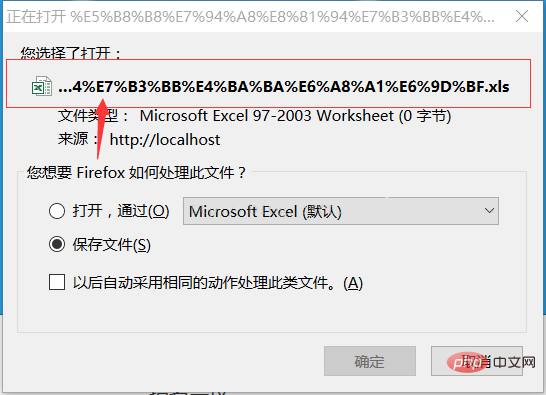 正在打开 %E5%B8%B8%E7%94%A8%E8%81%94%E7%B3%BB%E4%...
您选择了打开：
...4%E7%B3%BB%E4%BA%BA%E6%A8%A1%E6%9D%BF.xls
文件类型： Microsoft Excel 97-2003 Worksheet (0 字节)
来源： http://localhost
您想要 Firefox 如何处理此文件？
打开，通过(O) Microsoft Excel (默认)
保存文件(S)
以后自动采用相同的动作处理此类文件。(A)
确定 取消
php中文网